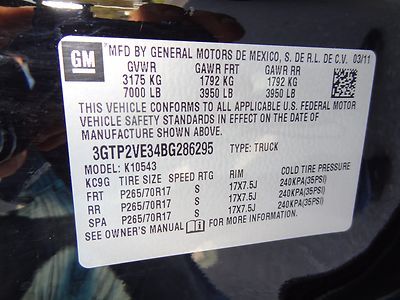 GM MFD BY GENERAL MOTORS DE MEXICO, S. DE R.L. DE C.V. 03/11
GVWR GAWR FRT GAWR RR
3175 KG 1792 KG 1792 KG
7000 LB 3950 LB 3950 LB
THIS VEHICLE CONFORMS TO ALL APPLICABLE U.S. FEDERAL MOTOR
VEHICLE SAFETY STANDARDS IN EFFECT ON THE DATE OF
MANUFACTURE SHOWN ABOVE.
3GTP2VE34BG286295 TYPE: TRUCK
MODEL: K10543
KC9G TIRE SIZE SPEED RTG RIM COLD TIRE PRESSURE
FRT P265/70R17 S 17X7.5J 240KPA(35PSI)
RR P265/70R17 S 17X7.5J 240KPA(35PSI)
SPA P265/70R17 S 17X7.5J 240KPA(35PSI)
SEE OWNER'S MANUAL FOR MORE INFORMATION.